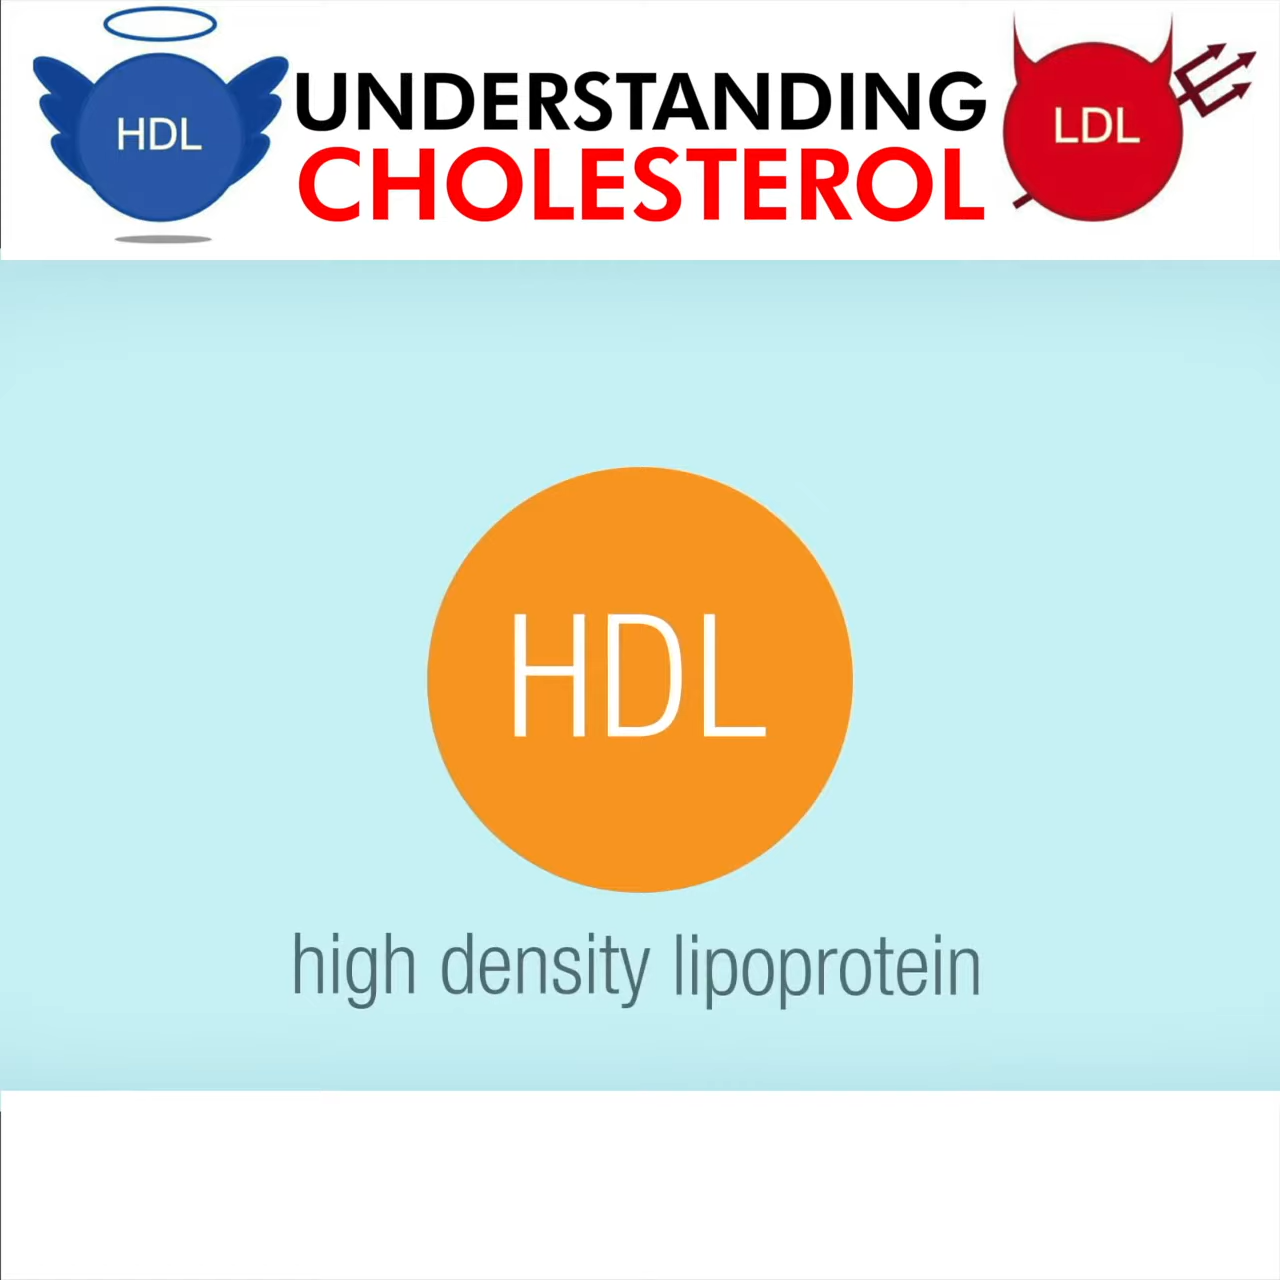 HDL
UNDERSTANDING
CHOLESTEROL
LDL
HDL
high density lipoprotein